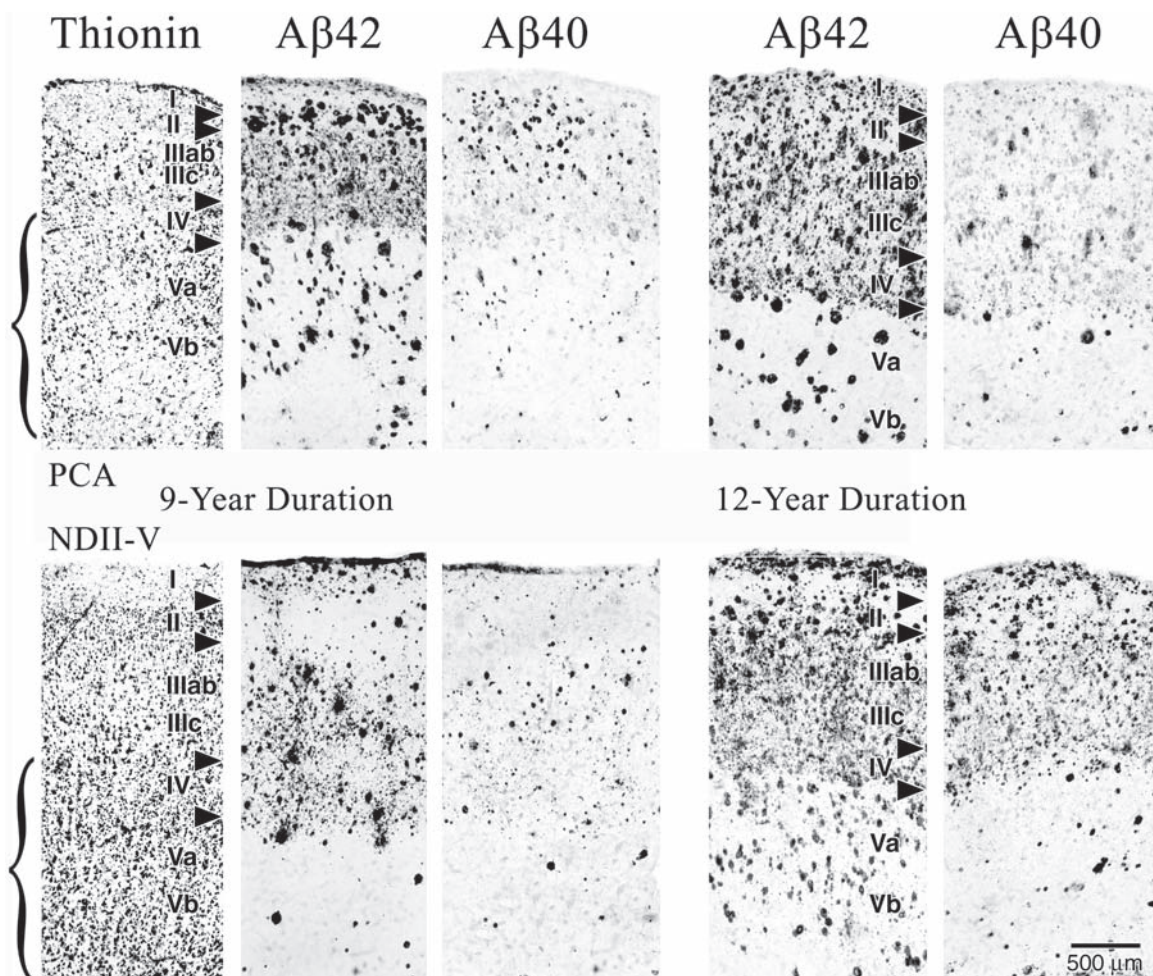 Thionin Aβ42 Aβ40 Aβ42 Aβ40
I
II
IIIab
IIIc
IV
Va
Vb
I
II
IIIab
IIIc
IV
Va
Vb
PCA
9-Year Duration 12-Year Duration
NDII-V
I
II
IIIab
IIIc
IV
Va
Vb
I
II
IIIab
IIIc
IV
Va
Vb
500 µm